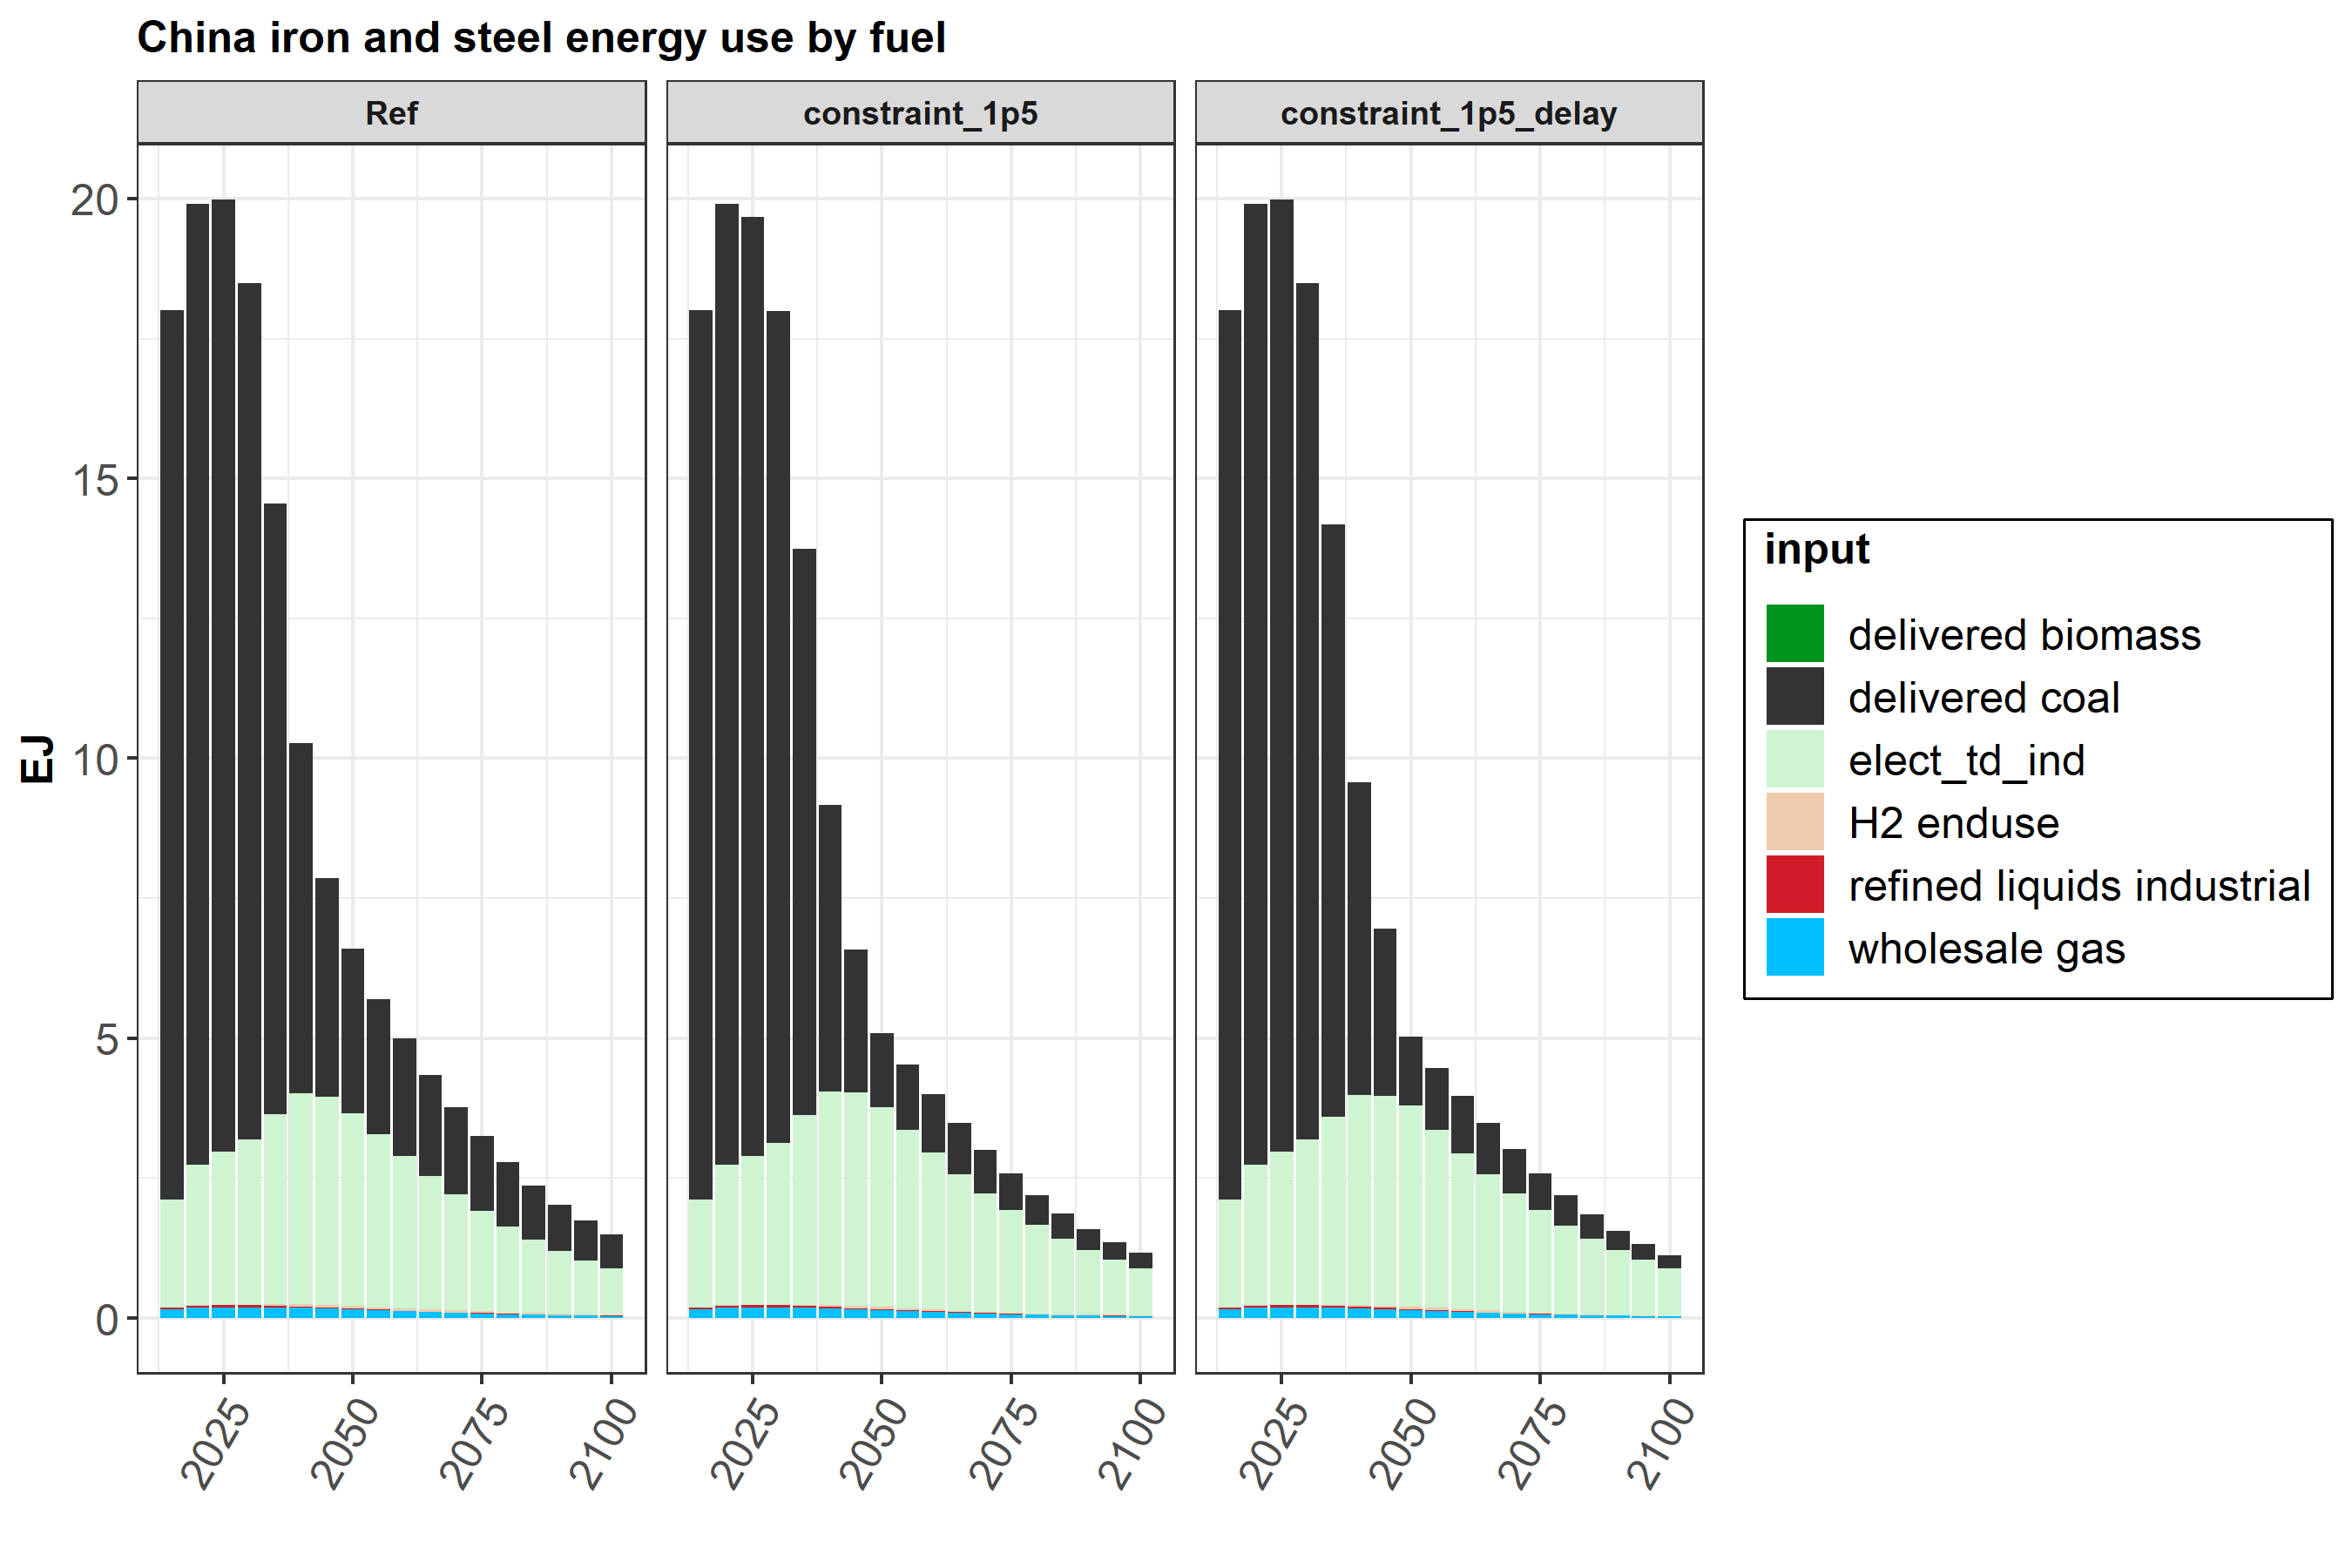 China iron and steel energy use by fuel
Ref
constraint_1p5
constraint_1p5_delay
20
15
10
5
0
EJ
2025
2050
2075
2100
2025
2050
2075
2100
2025
2050
2075
2100
input
delivered biomass
delivered coal
elect_td_ind
H2 enduse
refined liquids industrial
wholesale gas